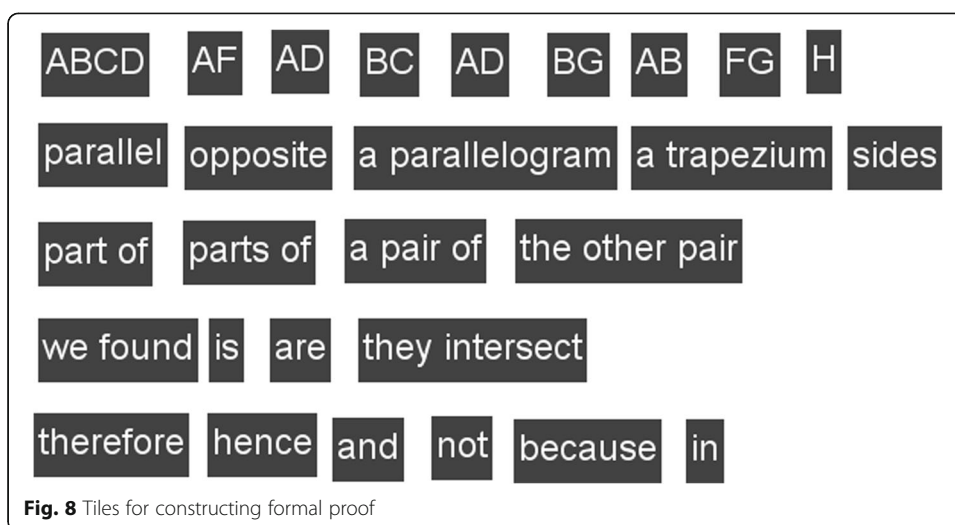 ABCD AF AD BC AD BG AB FG H
parallel opposite a parallelogram a trapezium sides
part of parts of a pair of the other pair
we found is are they intersect
therefore hence and not because in
Fig. 8 Tiles for constructing formal proof